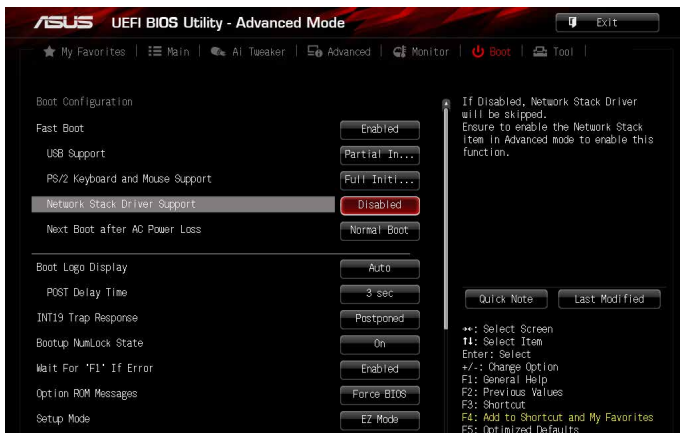 ASUS UEFI BIOS Utility - Advanced Mode
Exit
My Favorites | Main | Ai Tweaker | Advanced | Monitor | Boot | Tool |
Boot Configuration
Fast Boot Enabled
USB Support Partial In...
PS/2 Keyboard and Mouse Support Full Initi...
Network Stack Driver Support Disabled
Next Boot after AC Power Loss Normal Boot
Boot Logo Display Auto
POST Delay Time 3 sec
INT19 Trap Response Postponed
Bootup NumLock State On
Wait For 'F1' If Error Enabled
Option ROM Messages Force BIOS
Setup Mode EZ Mode
If Disabled, Network Stack Driver
will be skipped.
Ensure to enable the Network Stack
item in Advanced mode to enable this
function.
Quick Note Last Modified
→←: Select Screen
↑↓: Select Item
Enter: Select
+/-: Change Option
F1: General Help
F2: Previous Values
F3: Shortcut
F4: Add to Shortcut and My Favorites
F5: Optimized Defaults